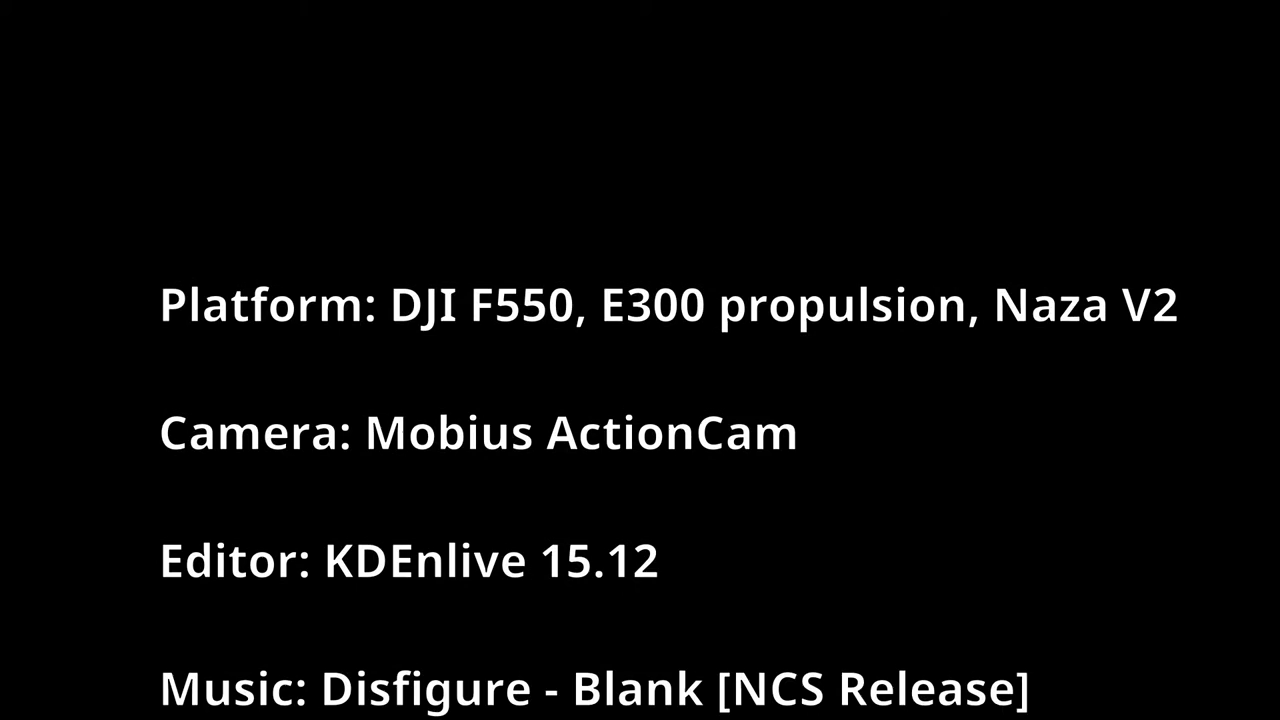 Platform: DJI F550, E300 propulsion, Naza V2
Camera: Mobius ActionCam
Editor: KDEnlive 15.12
Music: Disfigure - Blank [NCS Release]